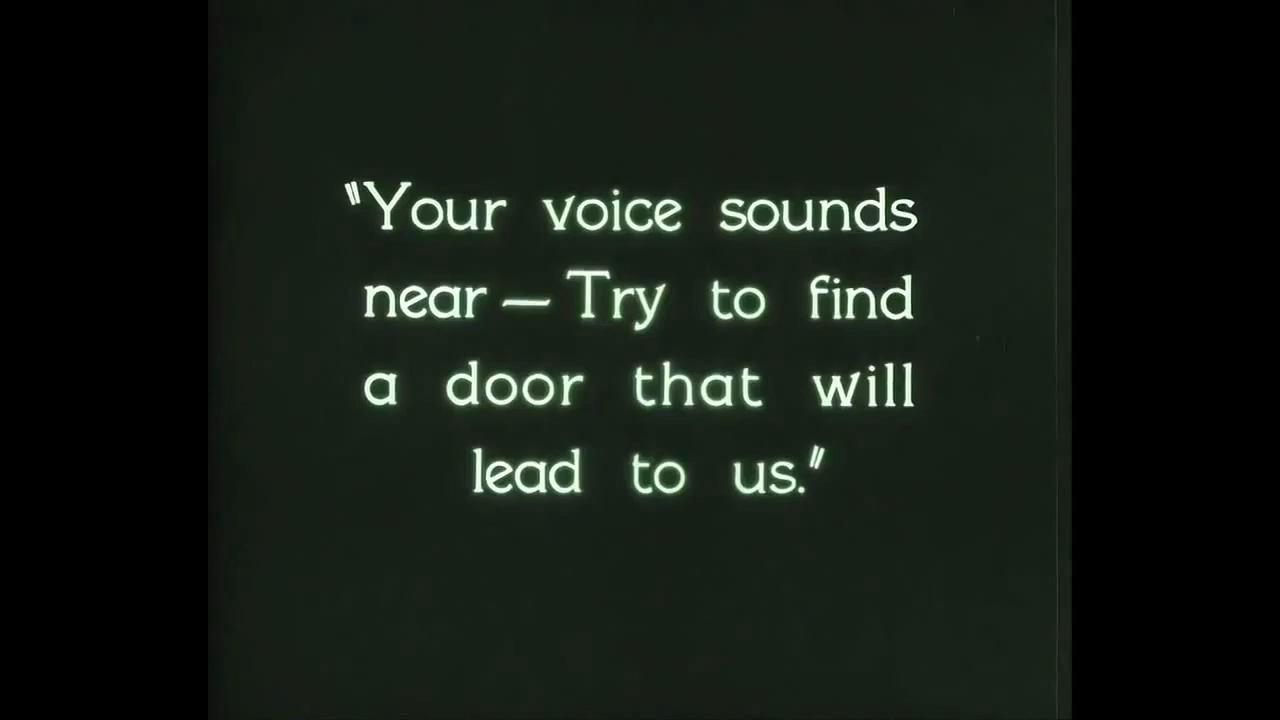 "Your voice sounds
near — Try to find
a door that will
lead to us."